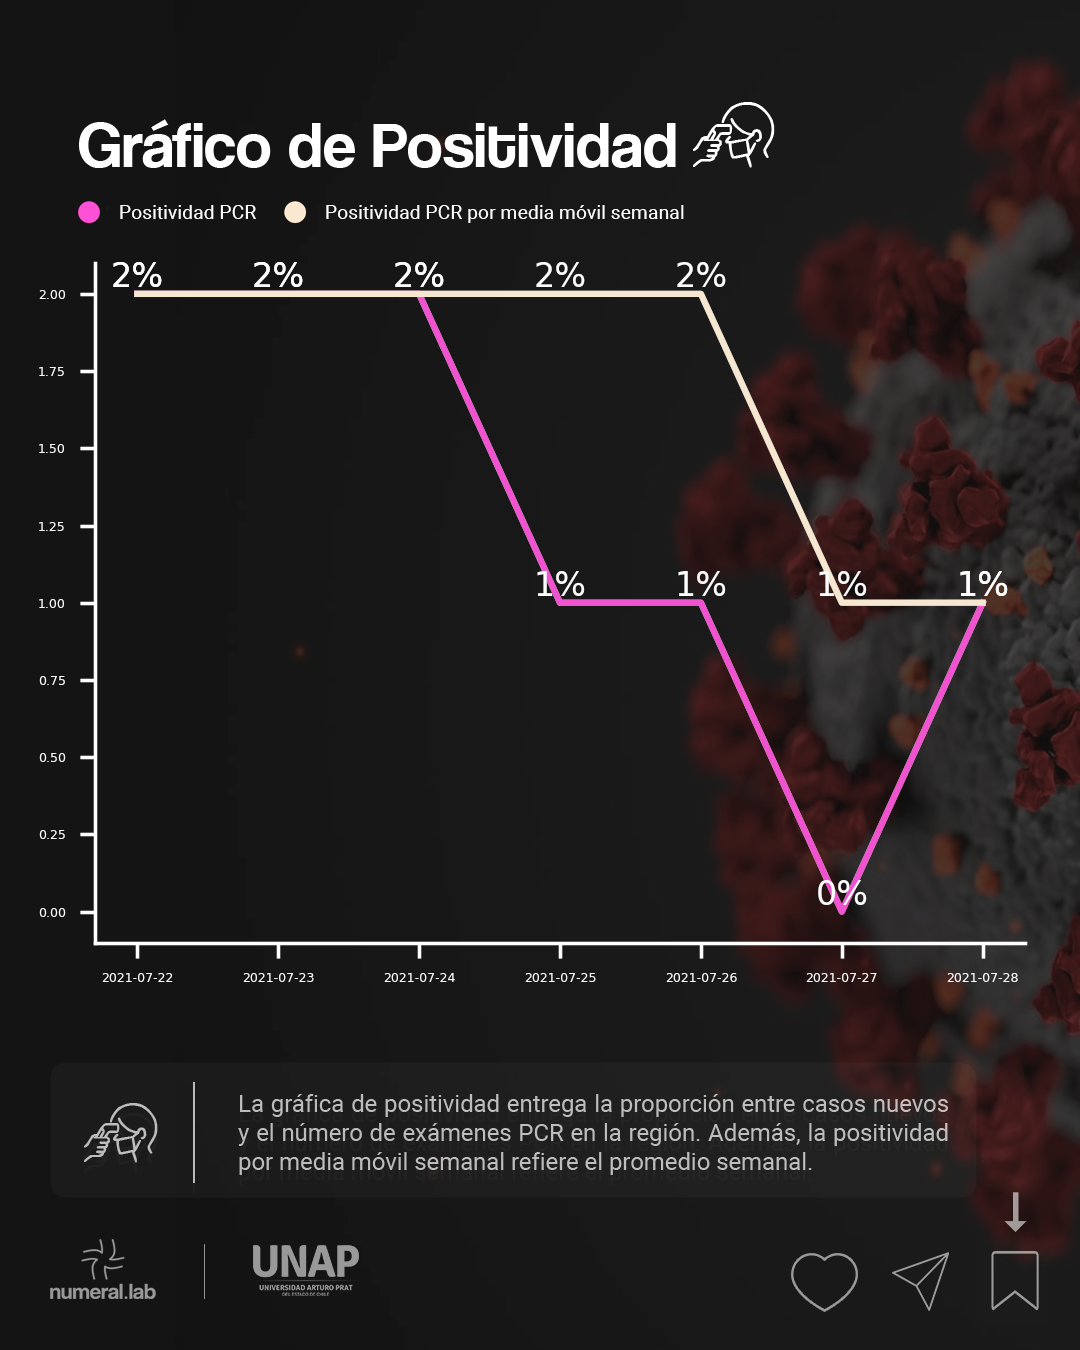 Gráfico de Positividad
Positividad PCR
Positividad PCR por media móvil semanal
2% 2% 2% 2% 2%
2.00
1.75
1.50
1.25
1% 1% 1% 1%
1.00
0.75
0.50
0.25
0%
0.00
2021-07-22 2021-07-23 2021-07-24 2021-07-25 2021-07-26 2021-07-27 2021-07-28
La gráfica de positividad entrega la proporción entre casos nuevos
y el número de exámenes PCR en la región. Además, la positividad
por media móvil semanal refiere el promedio semanal.
numeral.lab
UNAP
UNIVERSIDAD ARTURO PRAT
DEL ESTADO DE CHILE